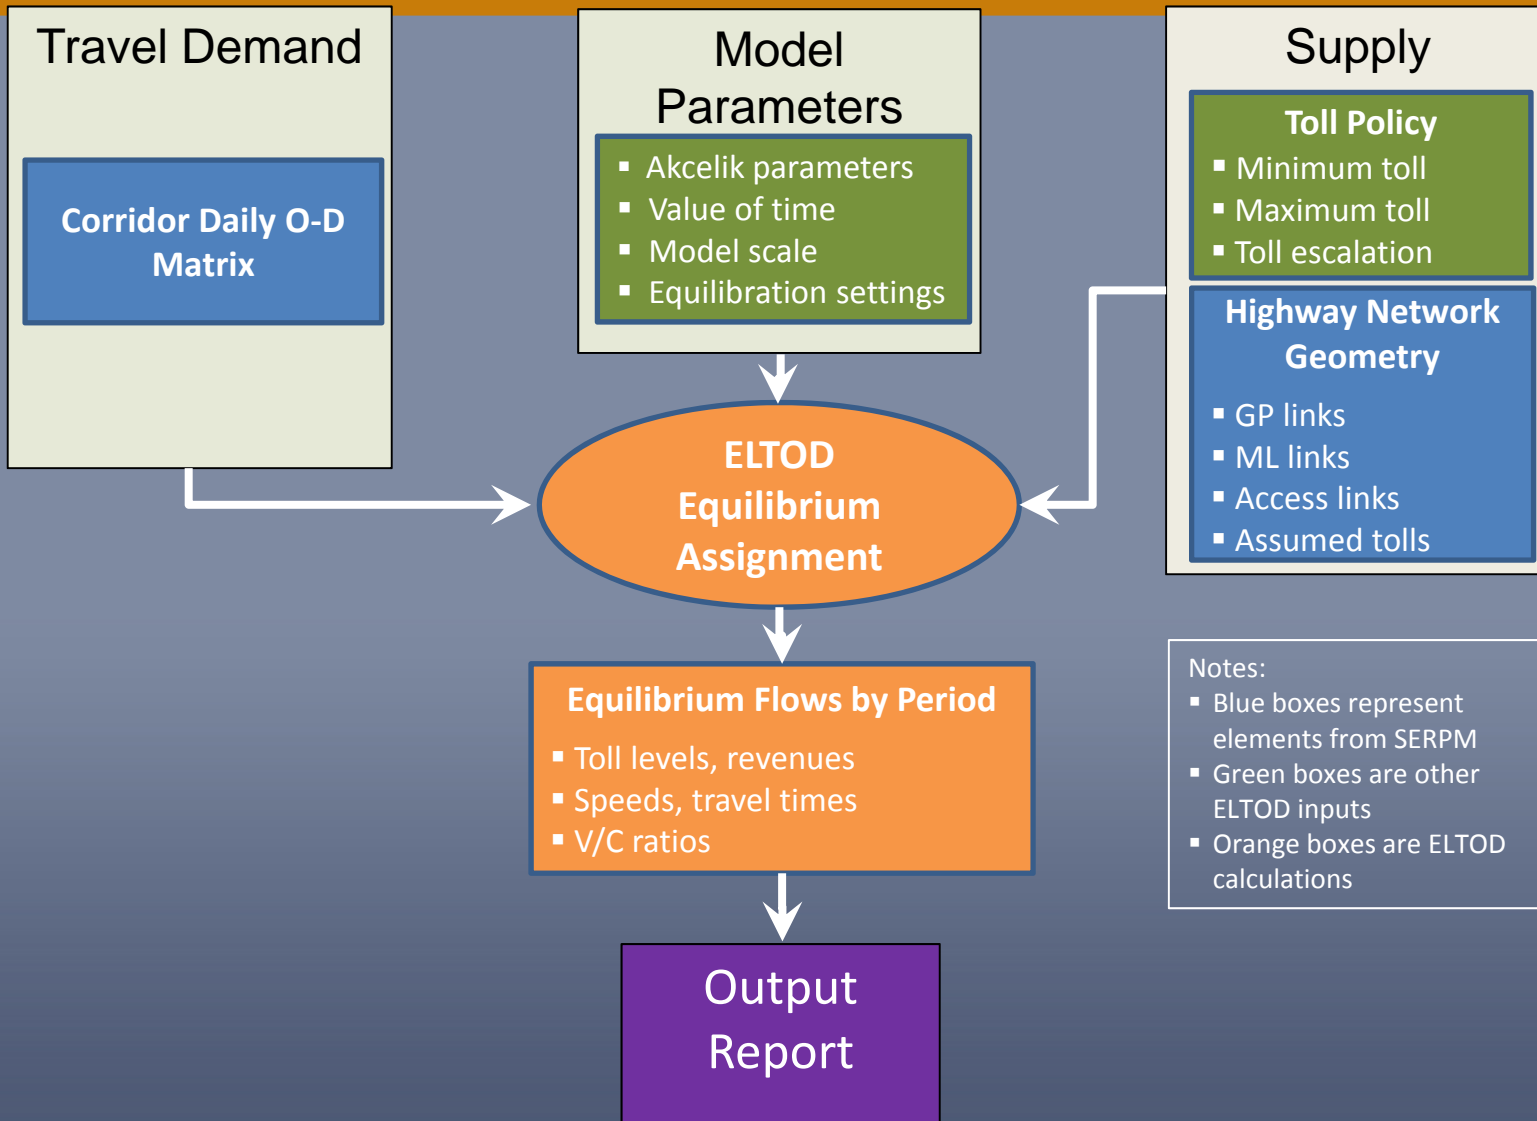 Travel Demand
Corridor Daily O-D
Matrix
Model
Parameters
▪ Akcelik parameters
▪ Value of time
▪ Model scale
▪ Equilibration settings
Supply
Toll Policy
▪ Minimum toll
▪ Maximum toll
▪ Toll escalation
Highway Network
Geometry
▪ GP links
▪ ML links
▪ Access links
▪ Assumed tolls
ELTOD
Equilibrium
Assignment
Equilibrium Flows by Period
▪ Toll levels, revenues
▪ Speeds, travel times
▪ V/C ratios
Notes:
▪ Blue boxes represent
elements from SERPM
▪ Green boxes are other
ELTOD inputs
▪ Orange boxes are ELTOD
calculations
Output
Report